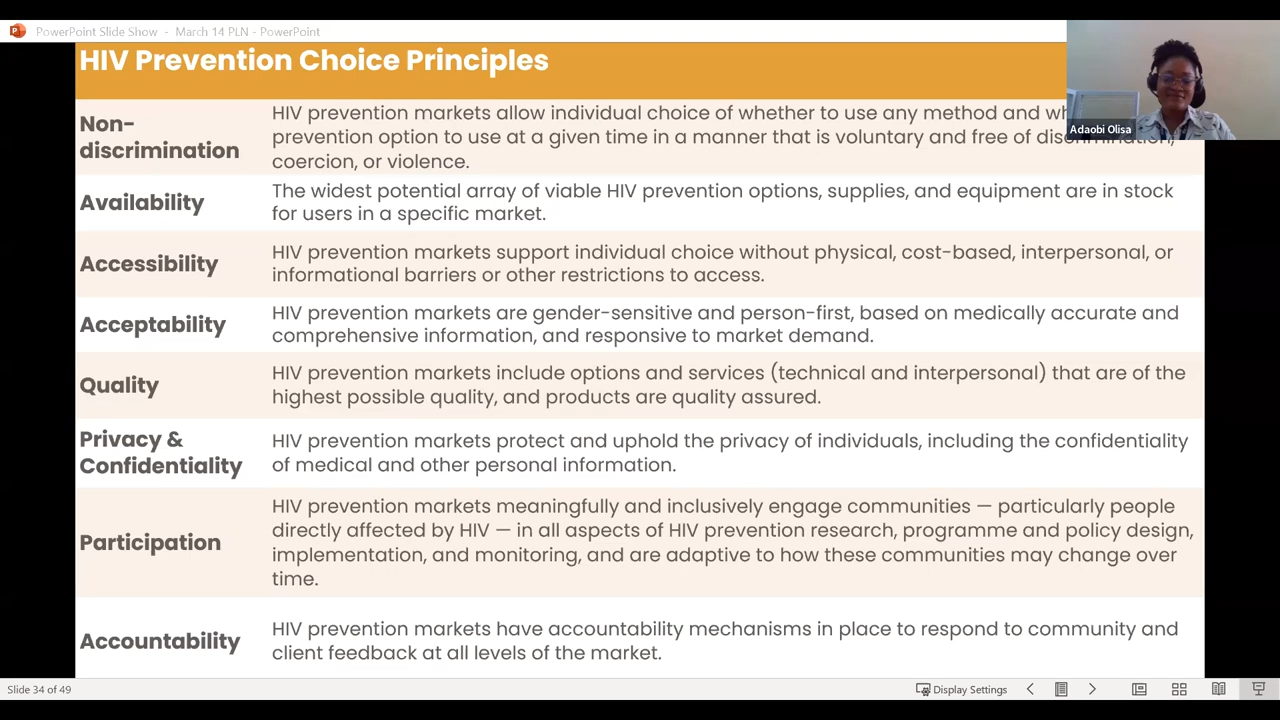 PowerPoint Slide Show - March 14 PLN - PowerPoint
HIV Prevention Choice Principles
Adaobi Olisa
Non-
discrimination
HIV prevention markets allow individual choice of whether to use any method and
prevention option to use at a given time in a manner that is voluntary and free of
coercion, or violence.
Availability
The widest potential array of viable HIV prevention options, supplies, and equipment are in stock
for users in a specific market.
Accessibility
HIV prevention markets support individual choice without physical, cost-based, interpersonal, or
informational barriers or other restrictions to access.
Acceptability
HIV prevention markets are gender-sensitive and person-first, based on medically accurate and
comprehensive information, and responsive to market demand.
Quality
HIV prevention markets include options and services (technical and interpersonal) that are of the
highest possible quality, and products are quality assured.
Privacy &
Confidentiality
HIV prevention markets protect and uphold the privacy of individuals, including the confidentiality
of medical and other personal information.
Participation
HIV prevention markets meaningfully and inclusively engage communities — particularly people
directly affected by HIV — in all aspects of HIV prevention research, programme and policy design,
implementation, and monitoring, and are adaptive to how these communities may change over
time.
Accountability
HIV prevention markets have accountability mechanisms in place to respond to community and
client feedback at all levels of the market.
Slide 34 of 49
Display Settings